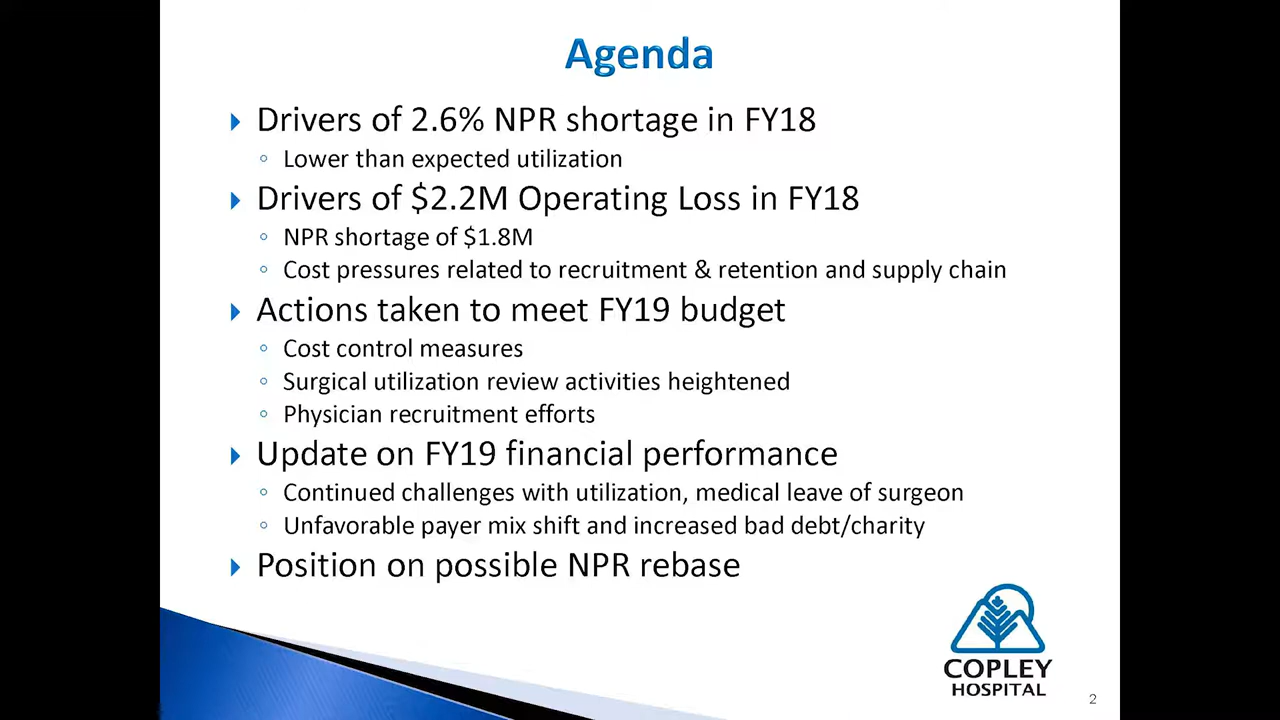 Agenda
Drivers of 2.6% NPR shortage in FY18
Lower than expected utilization
Drivers of $2.2M Operating Loss in FY18
NPR shortage of $1.8M
Cost pressures related to recruitment & retention and supply chain
Actions taken to meet FY19 budget
Cost control measures
Surgical utilization review activities heightened
Physician recruitment efforts
Update on FY19 financial performance
Continued challenges with utilization, medical leave of surgeon
Unfavorable payer mix shift and increased bad debt/charity
Position on possible NPR rebase
COPLEY
HOSPITAL
2